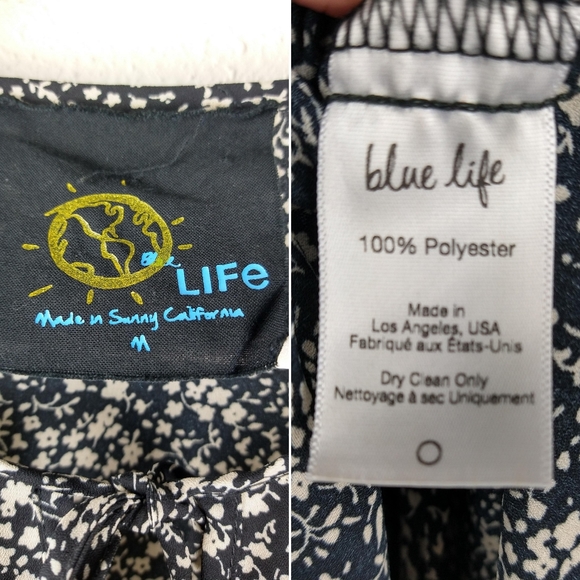 Blue
LIFe
Made in Sunny California
M
blue life
100% Polyester
Made in
Los Angeles, USA
Fabriqué aux États-Unis
Dry Clean Only
Nettoyage à sec Uniquement